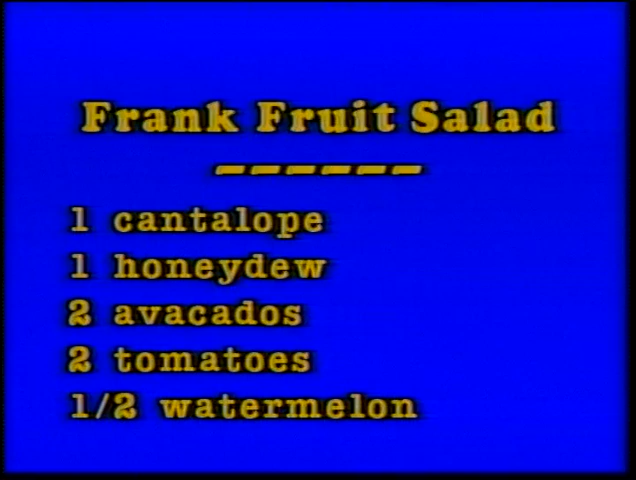 Frank Fruit Salad
------
1 cantalope
1 honeydew
2 avacados
2 tomatoes
1/2 watermelon